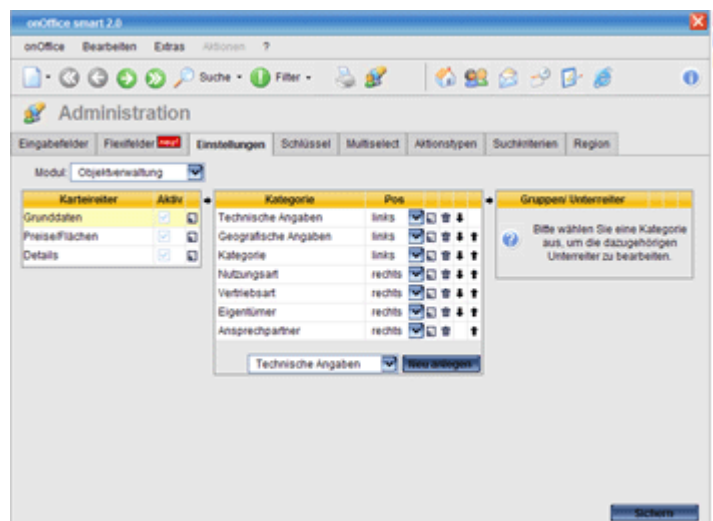 onOffice smart 2.0
onOffice Bearbeiten Extras Aktionen ?
Suche Filter
Administration
Eingabefelder Flexifelder neu! Einstellungen Schlüssel Multiselect Aktionstypen Suchkriterien Region
Modul: Objektverwaltung
Karteireiter Aktiv Kategorie Pos Gruppen/ Unterreiter
Grunddaten Technische Angaben links
Preise/Flächen Geografische Angaben links
Details Kategorie links
Nutzungsart rechts
Vertriebsart rechts
Eigentümer rechts
Ansprechpartner rechts
Bitte wählen Sie eine Kategorie
aus, um die dazugehörigen
Unterreiter zu bearbeiten.
Technische Angaben Neu anlegen
Sichern